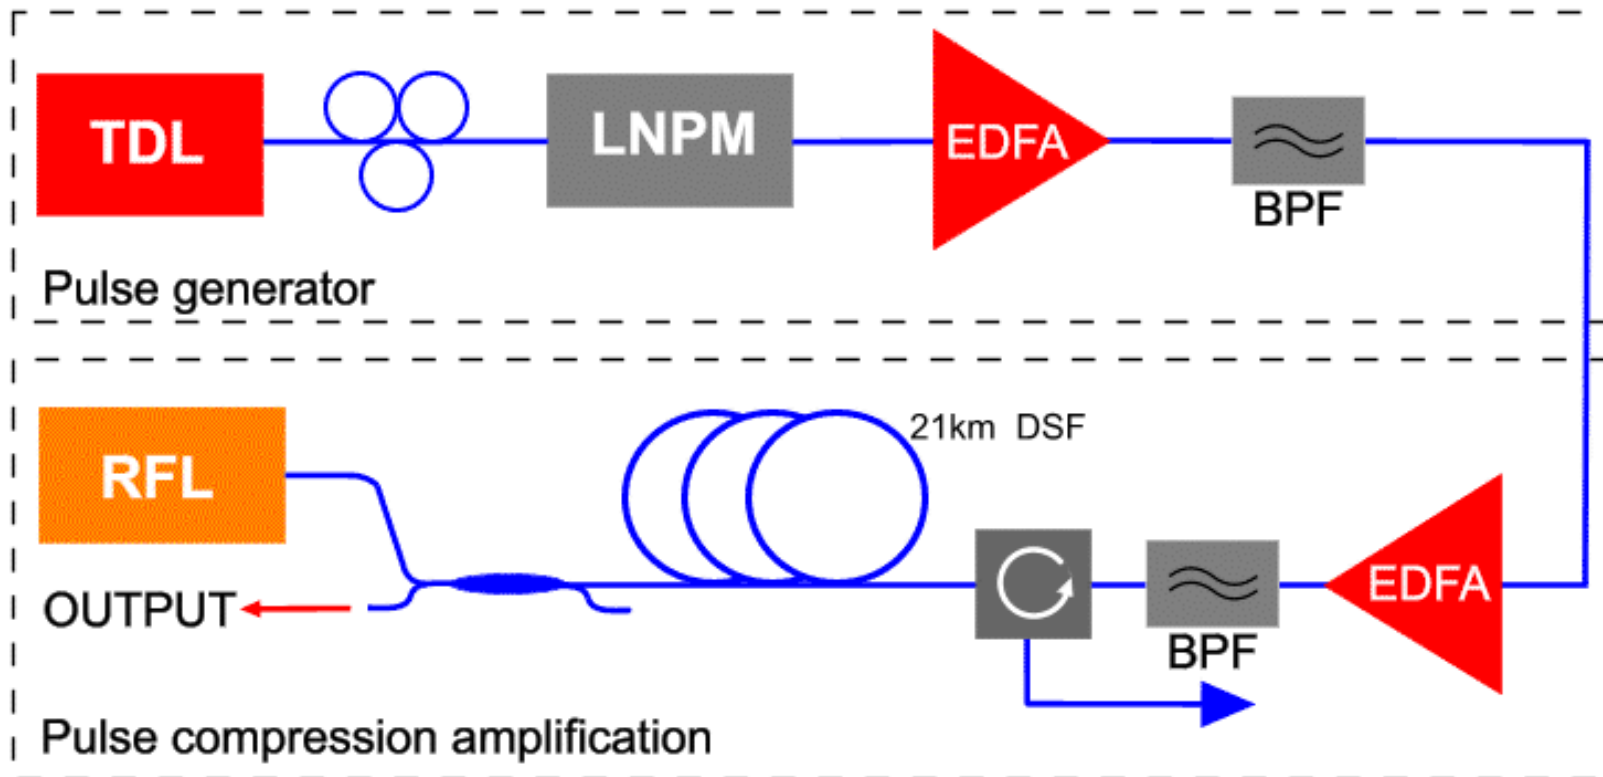 TDL
LNPM
EDFA
BPF
Pulse generator
RFL
21km DSF
OUTPUT
BPF
EDFA
Pulse compression amplification